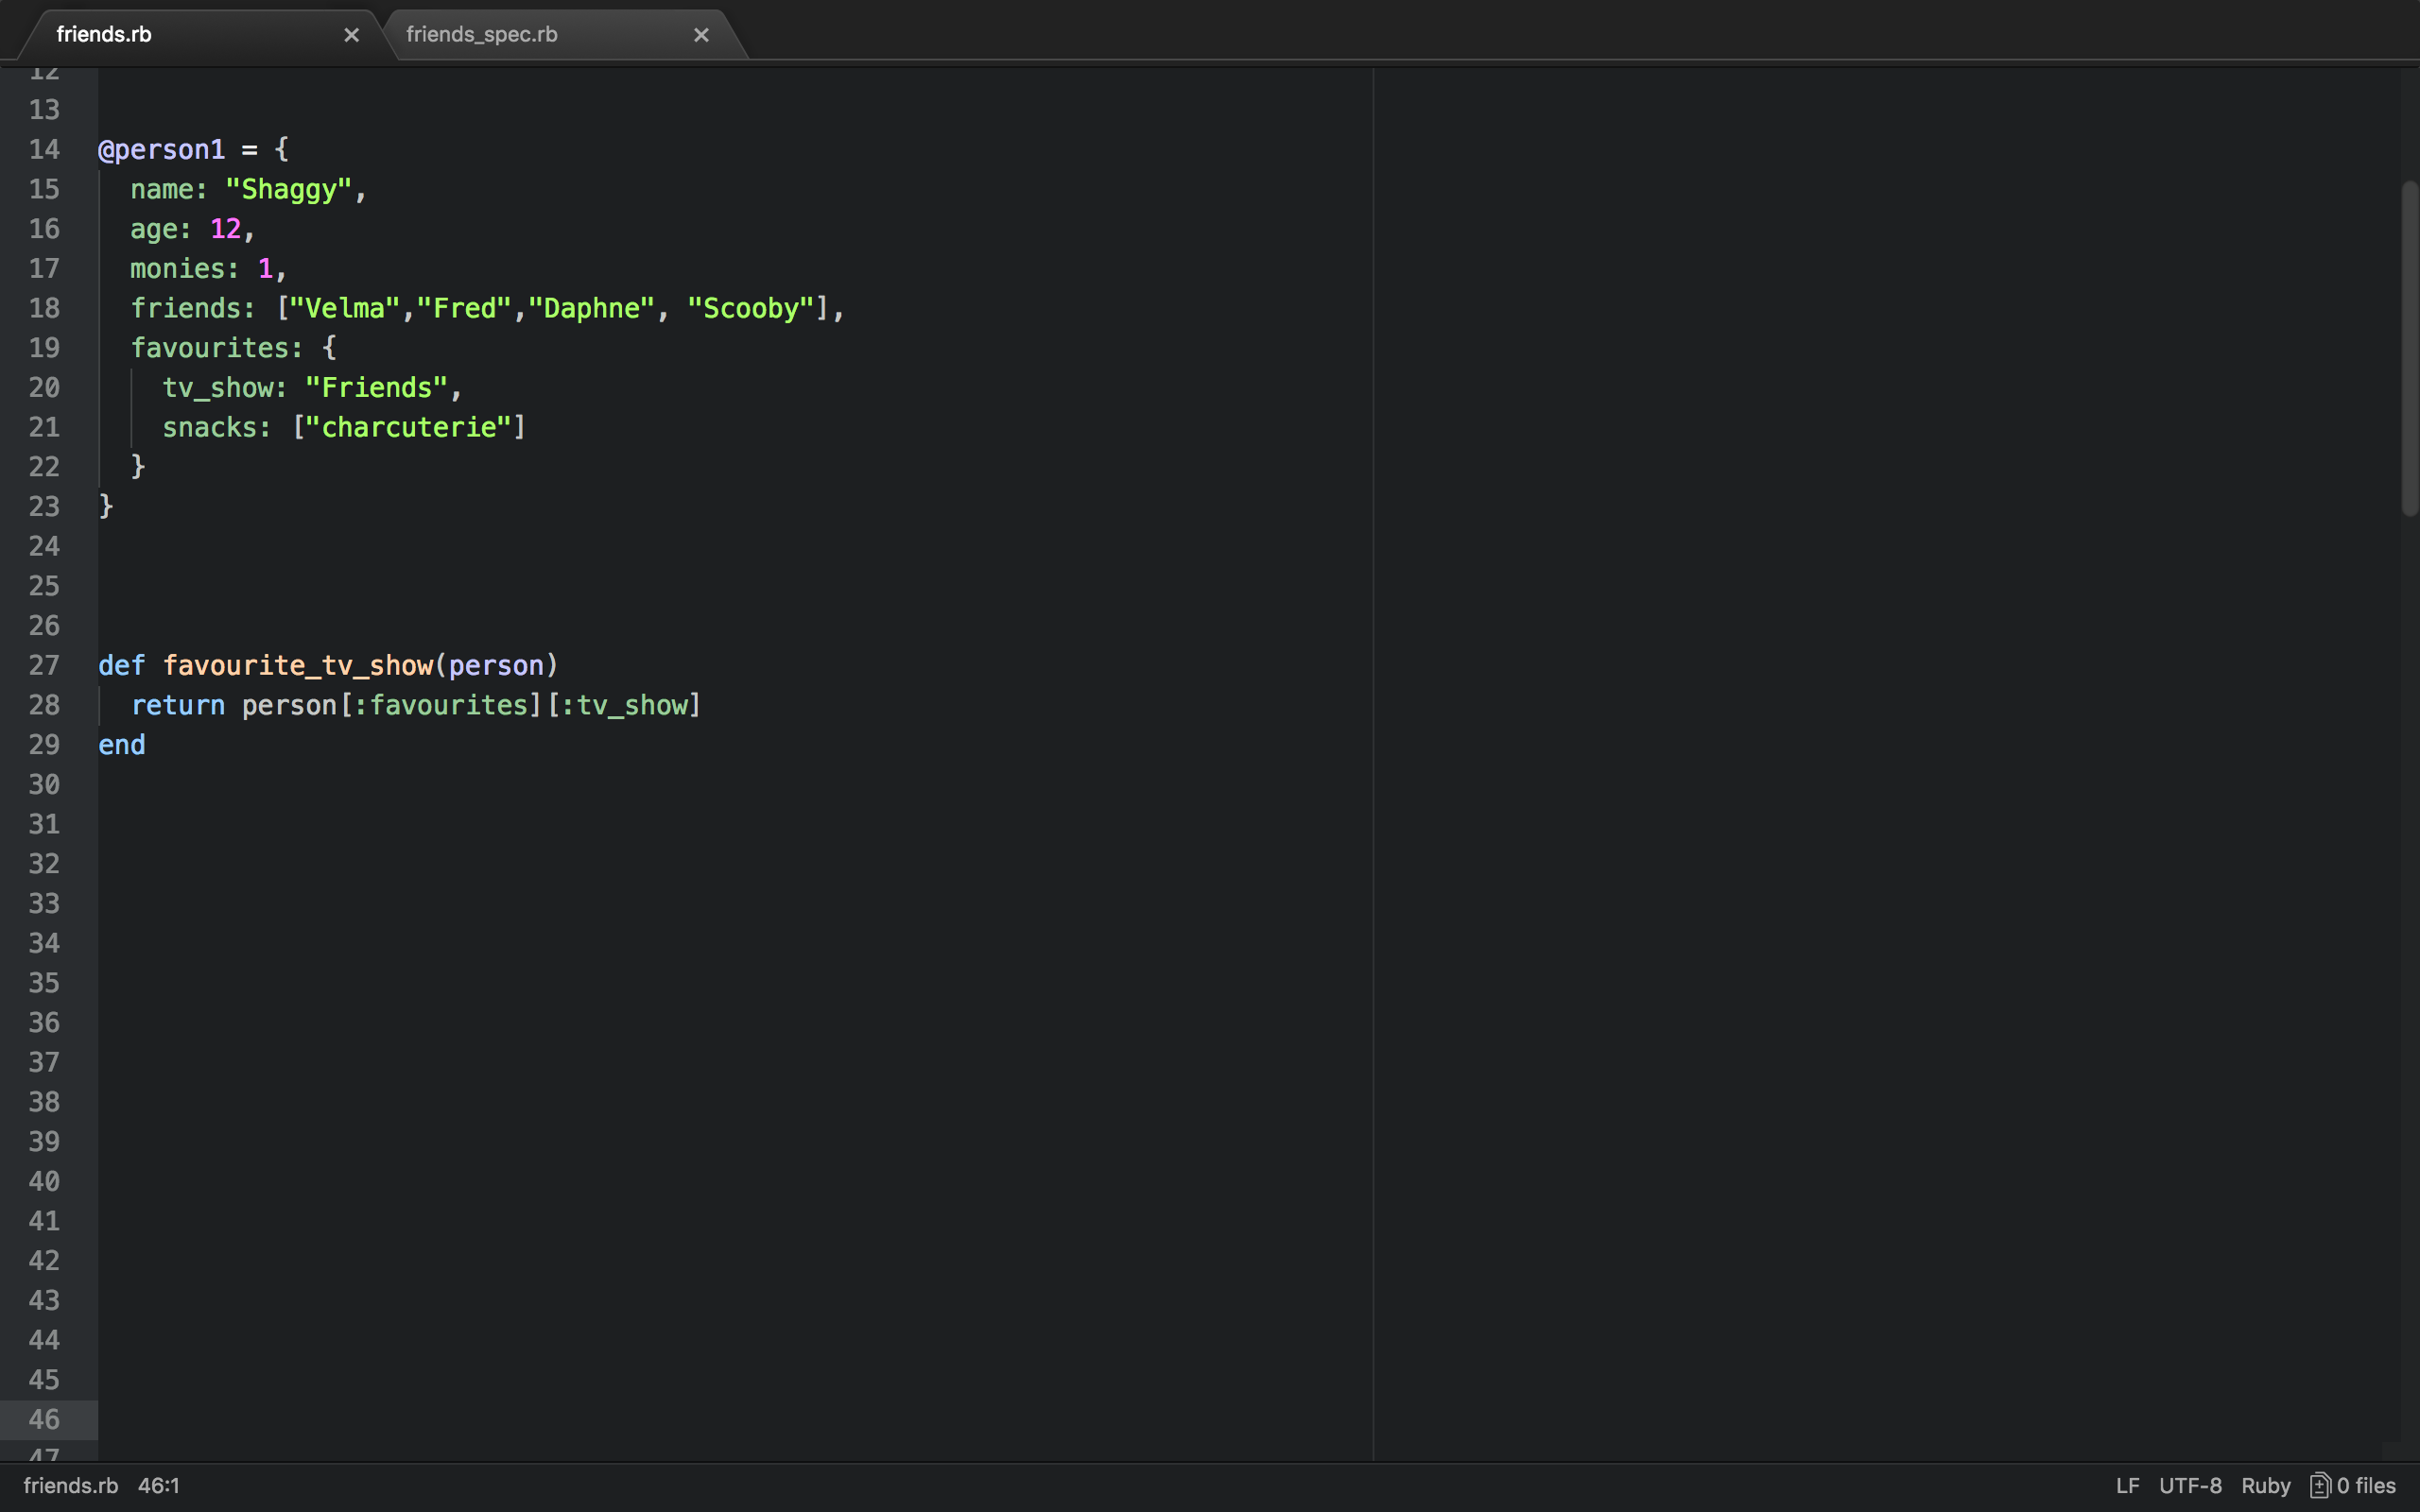 friends.rb
friends_spec.rb
12
13
14 @person1 = {
15   name: "Shaggy",
16   age: 12,
17   monies: 1,
18   friends: ["Velma","Fred","Daphne", "Scooby"],
19   favourites: {
20     tv_show: "Friends",
21     snacks: ["charcuterie"]
22   }
23 }
24
25
26
27 def favourite_tv_show(person)
28   return person[:favourites][:tv_show]
29 end
30
31
32
33
34
35
36
37
38
39
40
41
42
43
44
45
46
47
friends.rb 46:1 LF UTF-8 Ruby 0 files